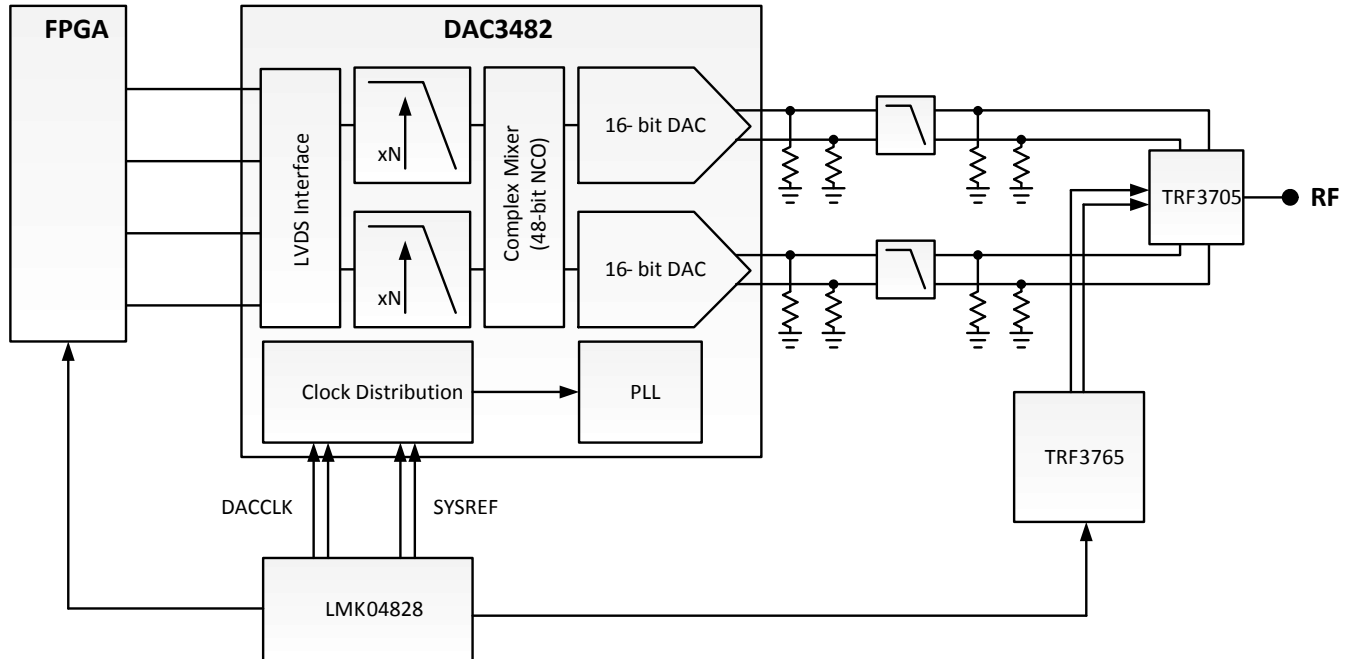 FPGA
DAC3482
LVDS Interface
xN
xN
Complex Mixer
(48-bit NCO)
16- bit DAC
16- bit DAC
TRF3705
RF
Clock Distribution
PLL
TRF3765
DACCLK
SYSREF
LMK04828